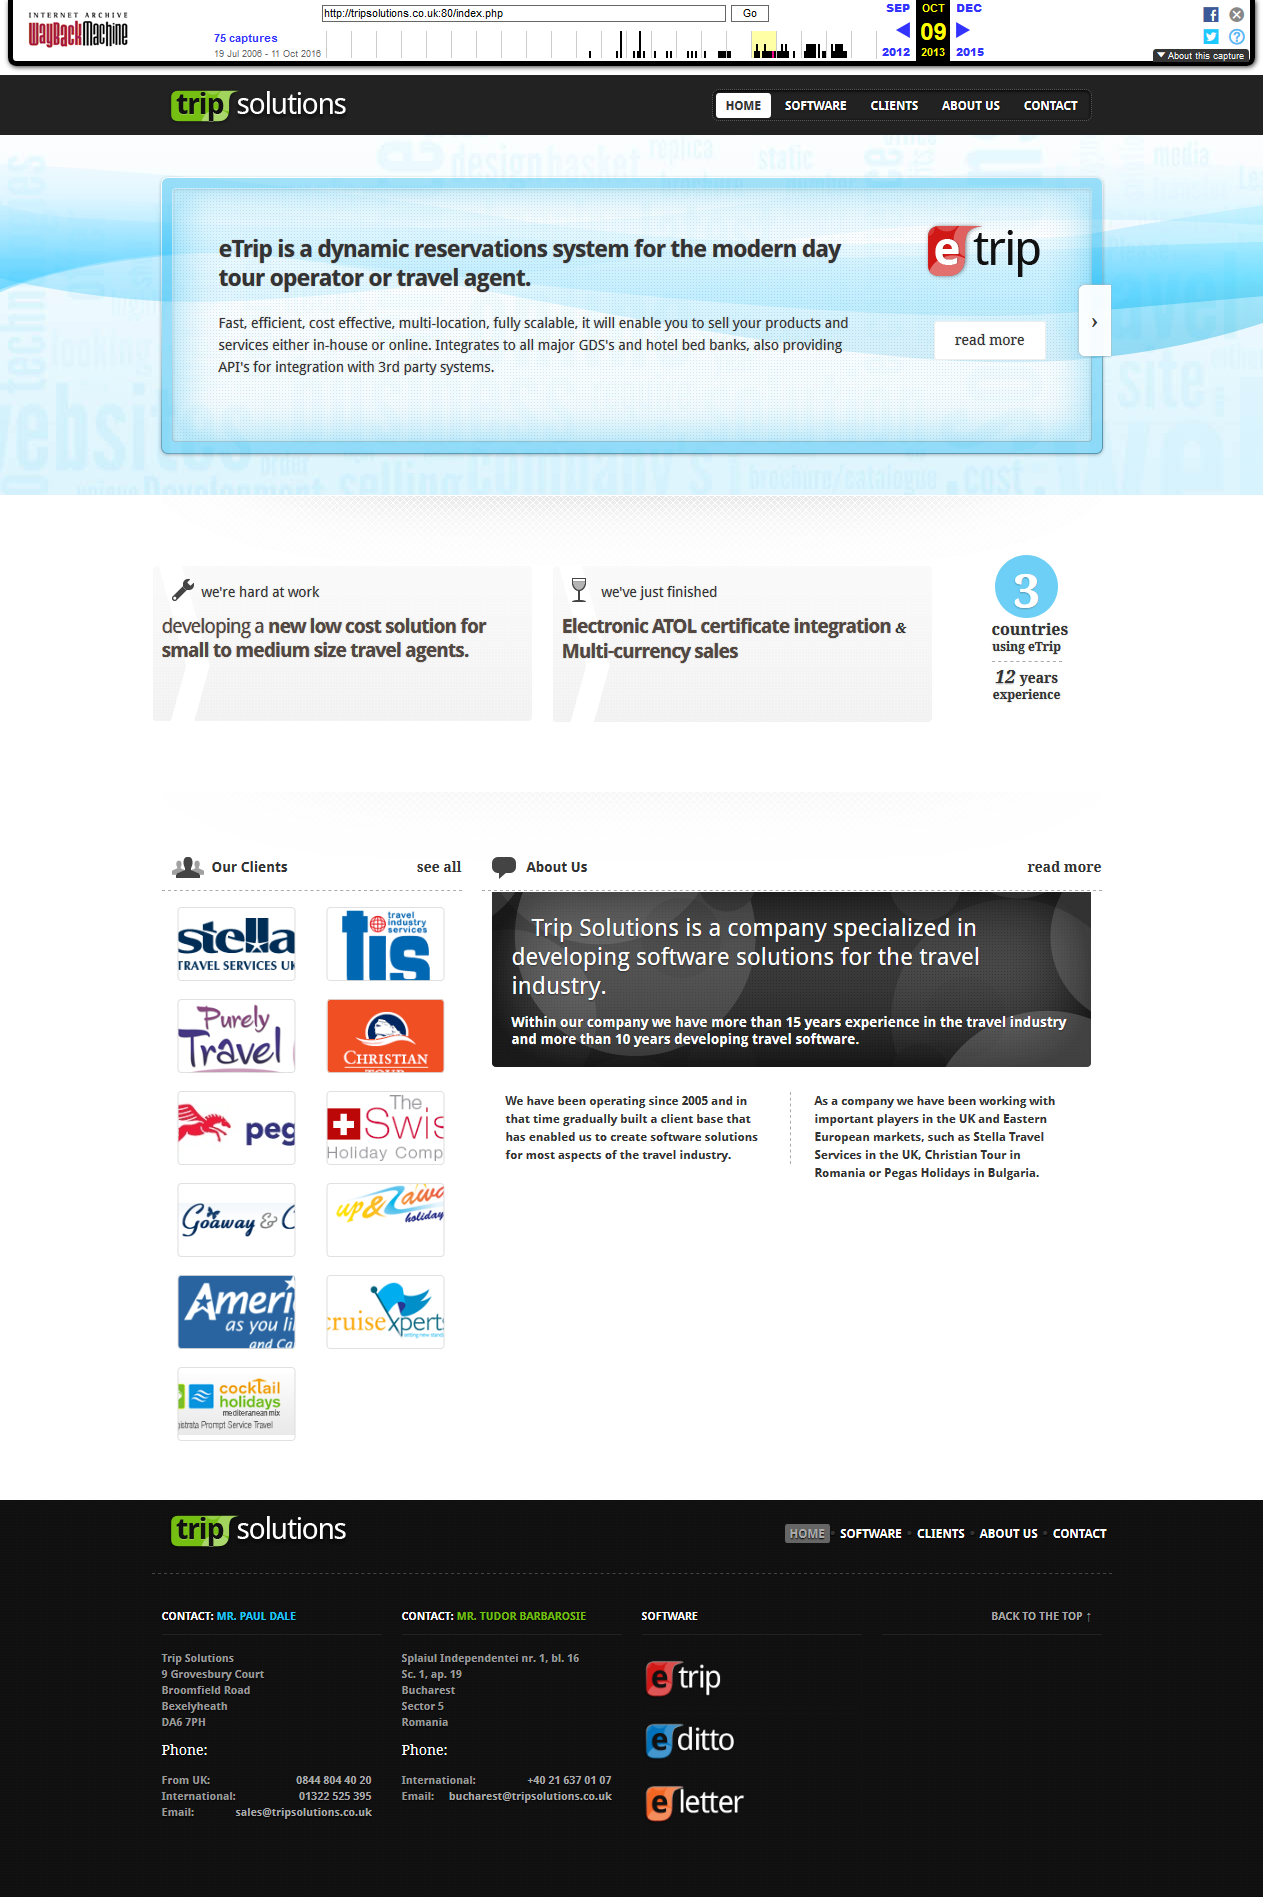 INTERNET ARCHIVE
WayBackMachine
http://tripsolutions.co.uk:80/index.php
Go
SEP
OCT
DEC
75 captures
09
19 Jul 2006 - 11 Oct 2016
2012
2013
2015
About this capture
trip solutions
HOME
SOFTWARE
CLIENTS
ABOUT US
CONTACT
eTrip is a dynamic reservations system for the modern day
tour operator or travel agent.
e trip
Fast, efficient, cost effective, multi-location, fully scalable, it will enable you to sell your products and
services either in-house or online. Integrates to all major GDS's and hotel bed banks, also providing
API's for integration with 3rd party systems.
read more
›
we're hard at work
developing a new low cost solution for
small to medium size travel agents.
we've just finished
Electronic ATOL certificate integration &
Multi-currency sales
3
countries
using eTrip
12 years
experience
Our Clients
see all
About Us
read more
stella
TRAVEL SERVICES UK
travel
industry
services
tis
Purely
Travel
CHRISTIAN
TOUR
peg
The
Swis
Holiday Comp
Goaway & C
up&away
holiday
Ameri
as you li
and Ca
cruisexperts
cocktail
holidays
mediteranean mix
gistrata Prompt Service Travel
Trip Solutions is a company specialized in
developing software solutions for the travel
industry.
Within our company we have more than 15 years experience in the travel industry
and more than 10 years developing travel software.
We have been operating since 2005 and in
that time gradually built a client base that
has enabled us to create software solutions
for most aspects of the travel industry.
As a company we have been working with
important players in the UK and Eastern
European markets, such as Stella Travel
Services in the UK, Christian Tour in
Romania or Pegas Holidays in Bulgaria.
trip solutions
HOME
SOFTWARE
CLIENTS
ABOUT US
CONTACT
CONTACT: MR. PAUL DALE
Trip Solutions
9 Grovesbury Court
Broomfield Road
Bexelyheath
DA6 7PH
Phone:
From UK: 0844 804 40 20
International: 01322 525 395
Email: sales@tripsolutions.co.uk
CONTACT: MR. TUDOR BARBAROSIE
Splaiul Independentei nr. 1, bl. 16
Sc. 1, ap. 19
Bucharest
Sector 5
Romania
Phone:
International: +40 21 637 01 07
Email: bucharest@tripsolutions.co.uk
SOFTWARE
e trip
e ditto
e letter
BACK TO THE TOP ↑